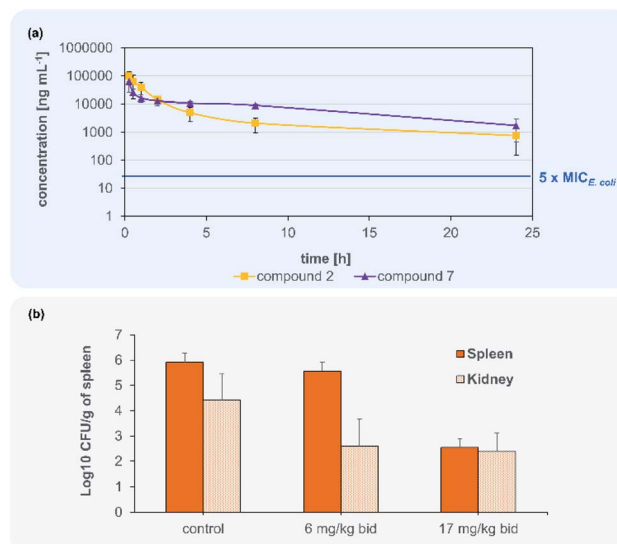 (a)
concentration [ng mL-1]
1000000
100000
10000
1000
100
10
1
5 x MICE. coli
0 5 10 15 20 25
time [h]
compound 2 compound 7
(b)
Log10 CFU/g of spleen
7
6
5
4
3
2
1
0
Spleen
Kidney
control 6 mg/kg bid 17 mg/kg bid